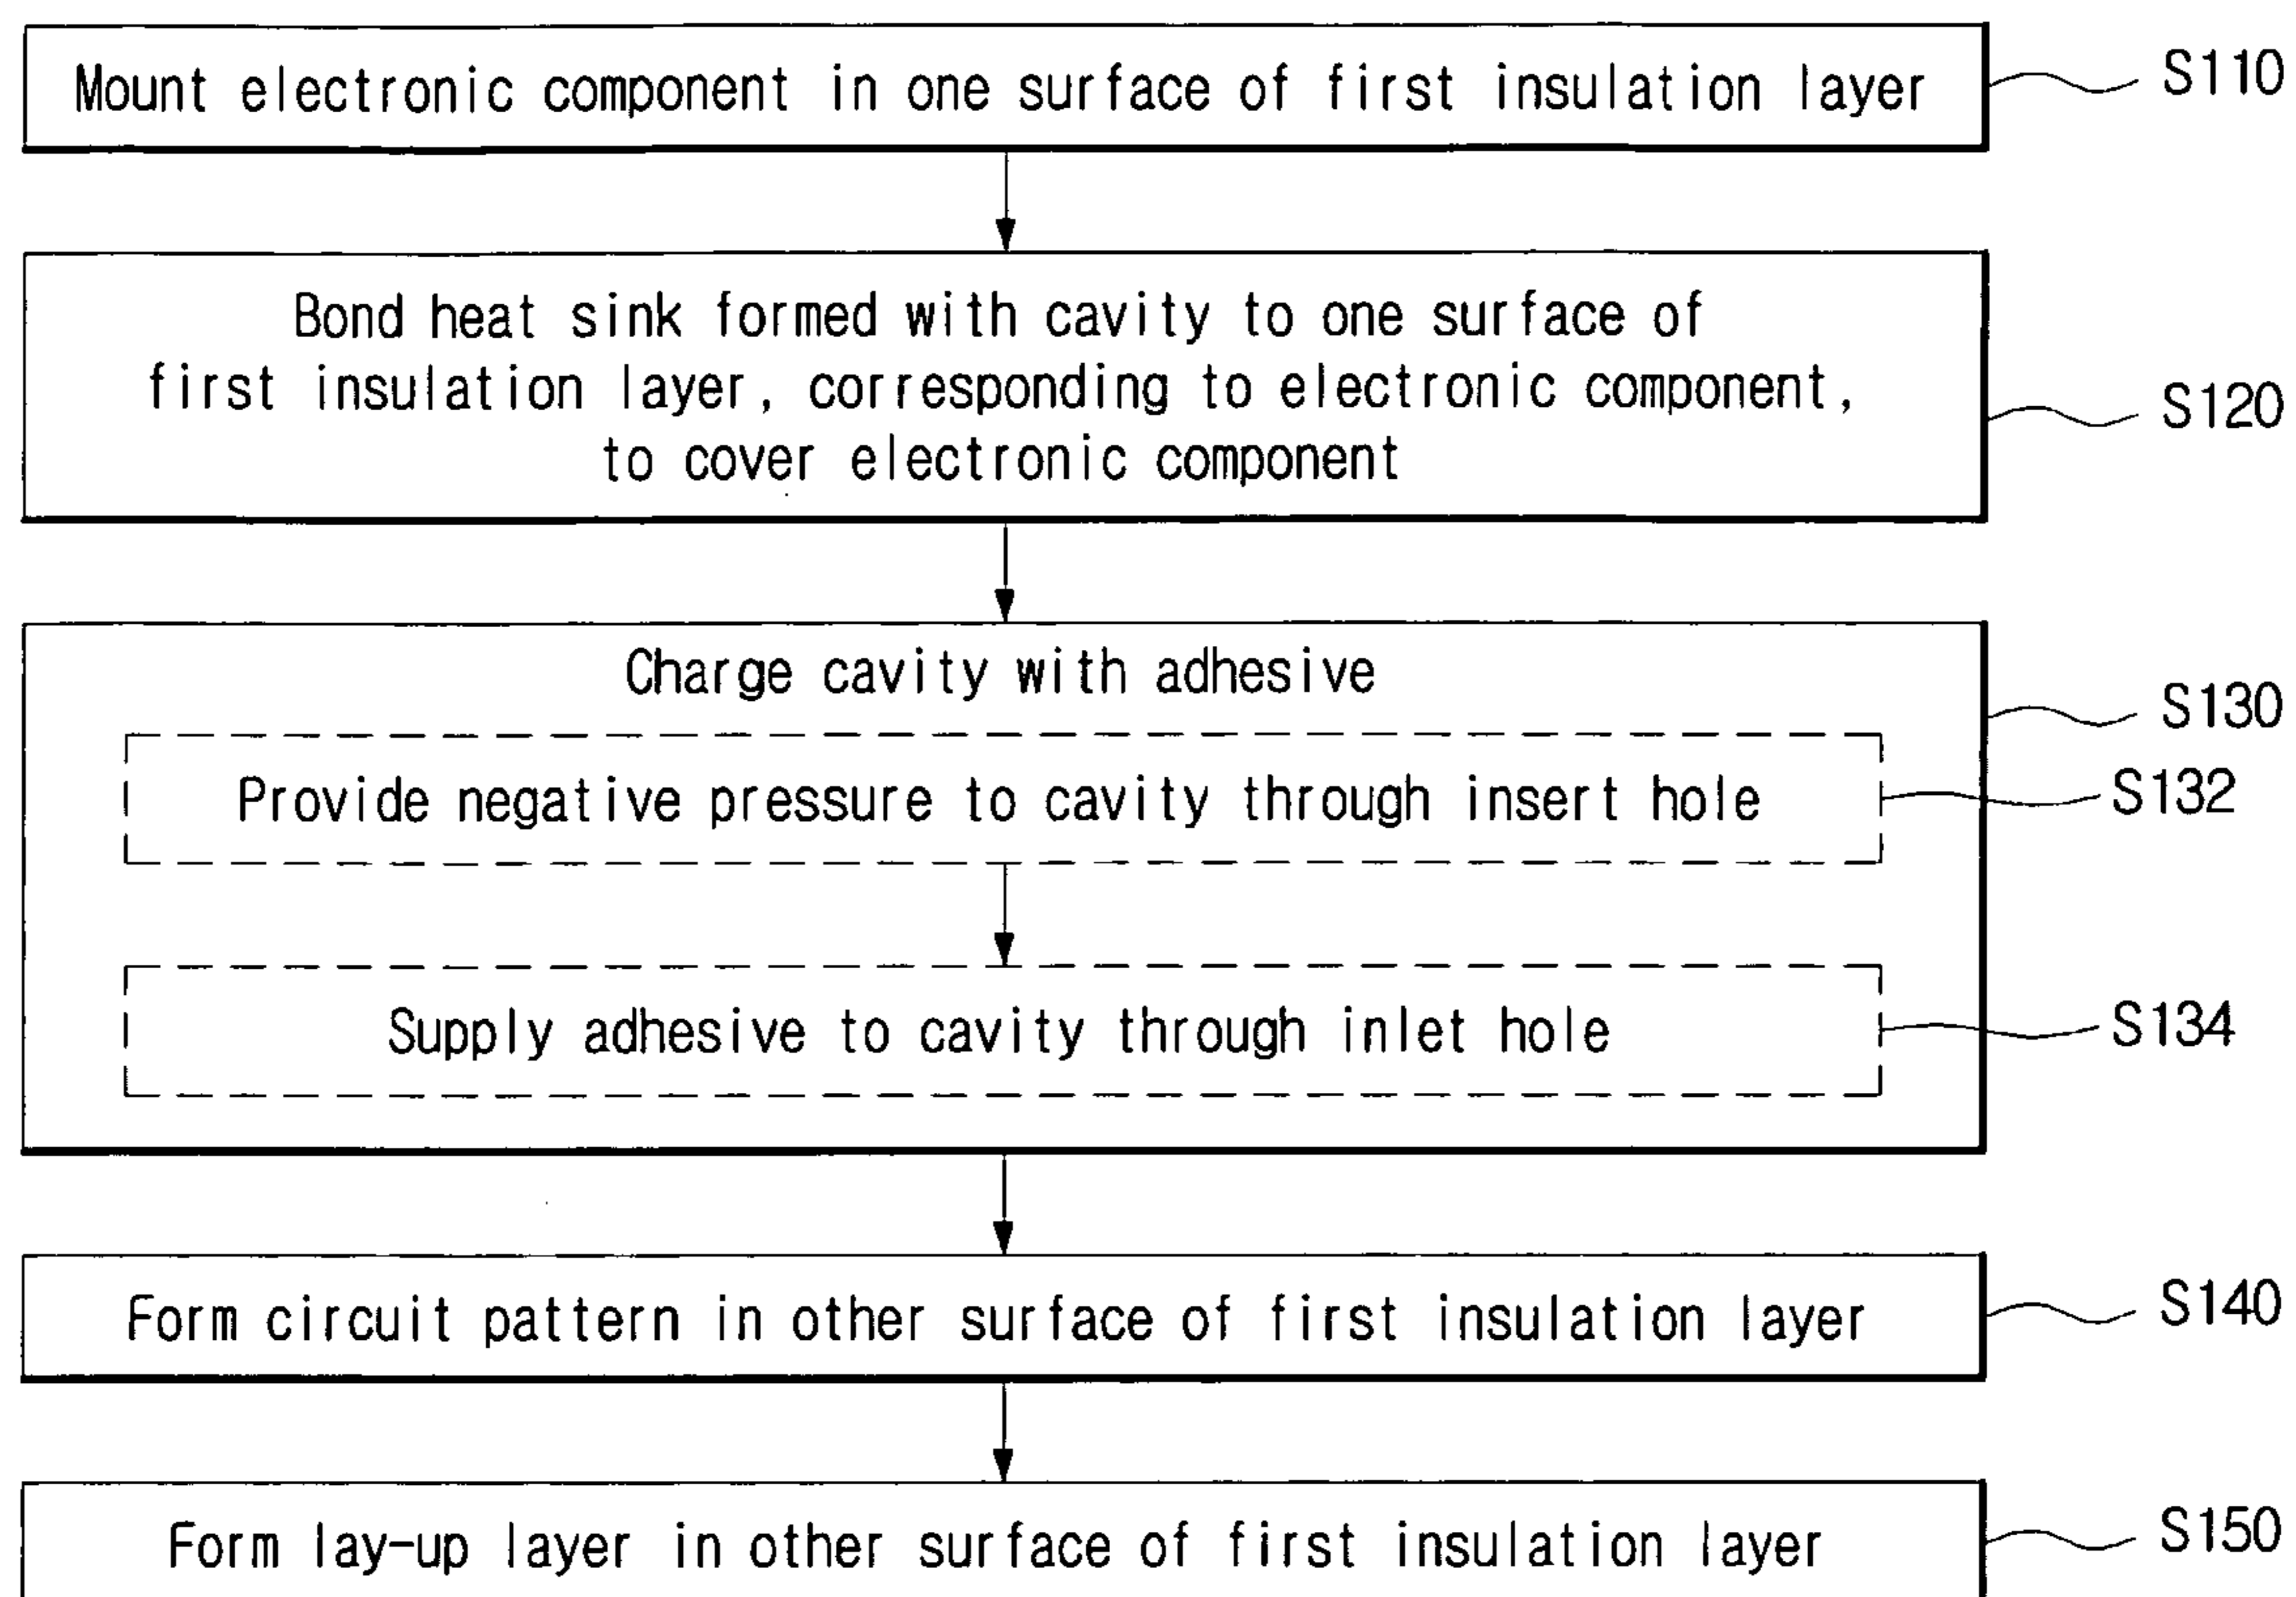 Mount electronic component in one surface of first insulation layer
S110
Bond heat sink formed with cavity to one surface of
first insulation layer, corresponding to electronic component,
to cover electronic component
S120
Charge cavity with adhesive
S130
Provide negative pressure to cavity through insert hole
S132
Supply adhesive to cavity through inlet hole
S134
Form circuit pattern in other surface of first insulation layer
S140
Form lay-up layer in other surface of first insulation layer
S150